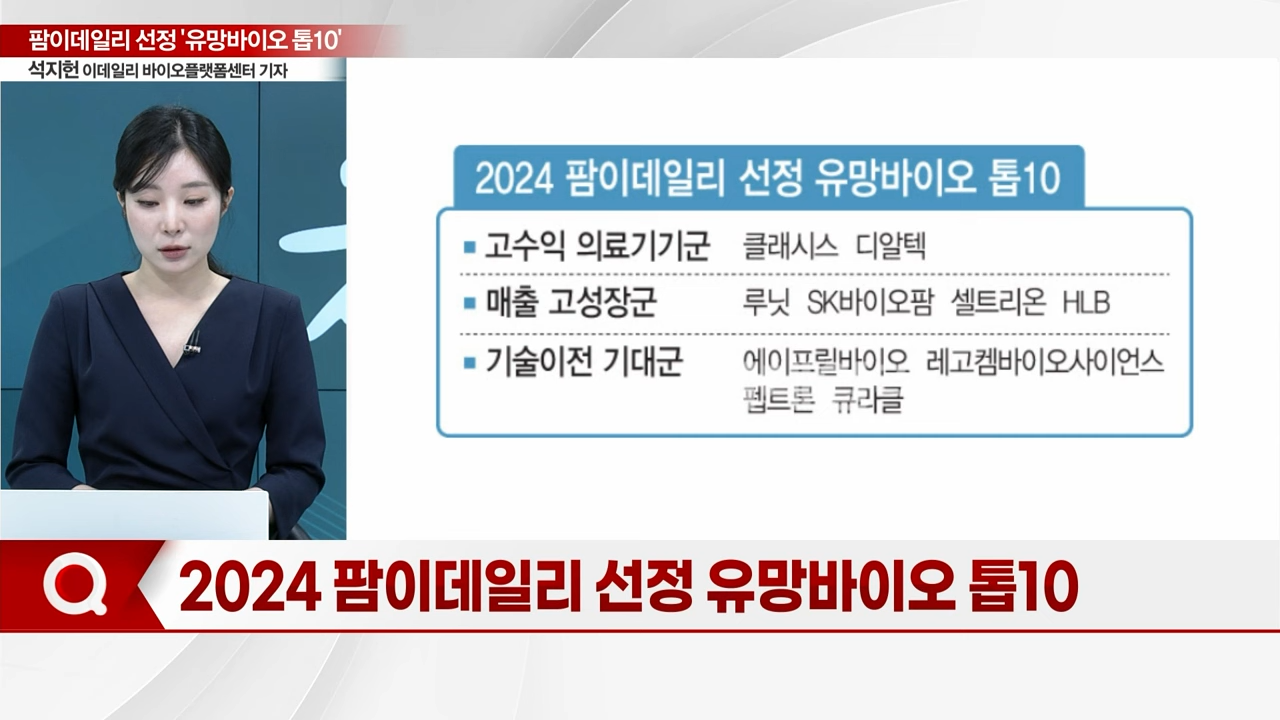 팜이데일리 선정 '유망바이오 톱10'
석지헌 이데일리 바이오플랫폼센터 기자
2024 팜이데일리 선정 유망바이오 톱10
▪ 고수익 의료기기군 클래시스 디알텍
▪ 매출 고성장군 루닛 SK바이오팜 셀트리온 HLB
▪ 기술이전 기대군 에이프릴바이오 레고켐바이오사이언스
펩트론 큐라클
2024 팜이데일리 선정 유망바이오 톱10